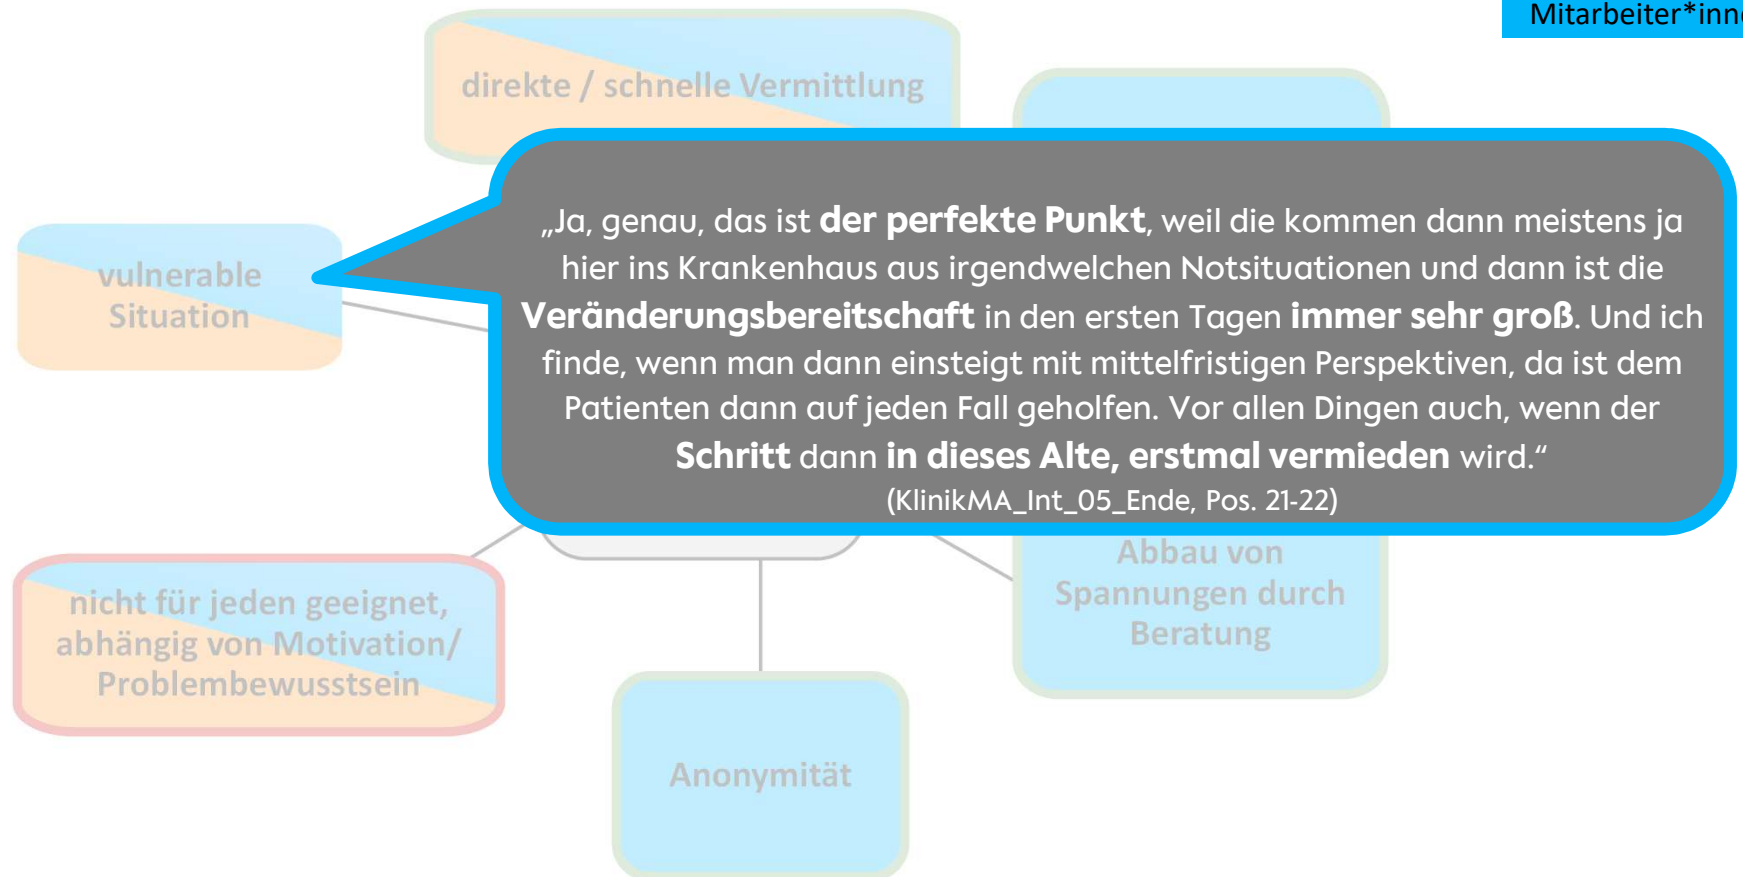 Mitarbeiter*inne
direkte / schnelle Vermittlung
„Ja, genau, das ist der perfekte Punkt, weil die kommen dann meistens ja
hier ins Krankenhaus aus irgendwelchen Notsituationen und dann ist die
Veränderungsbereitschaft in den ersten Tagen immer sehr groß. Und ich
finde, wenn man dann einsteigt mit mittelfristigen Perspektiven, da ist dem
Patienten dann auf jeden Fall geholfen. Vor allen Dingen auch, wenn der
Schritt dann in dieses Alte, erstmal vermieden wird.“
(KlinikMA_Int_05_Ende, Pos. 21-22)
vulnerable
Situation
Abbau von
Spannungen durch
Beratung
nicht für jeden geeignet,
abhängig von Motivation/
Problembewusstsein
Anonymität